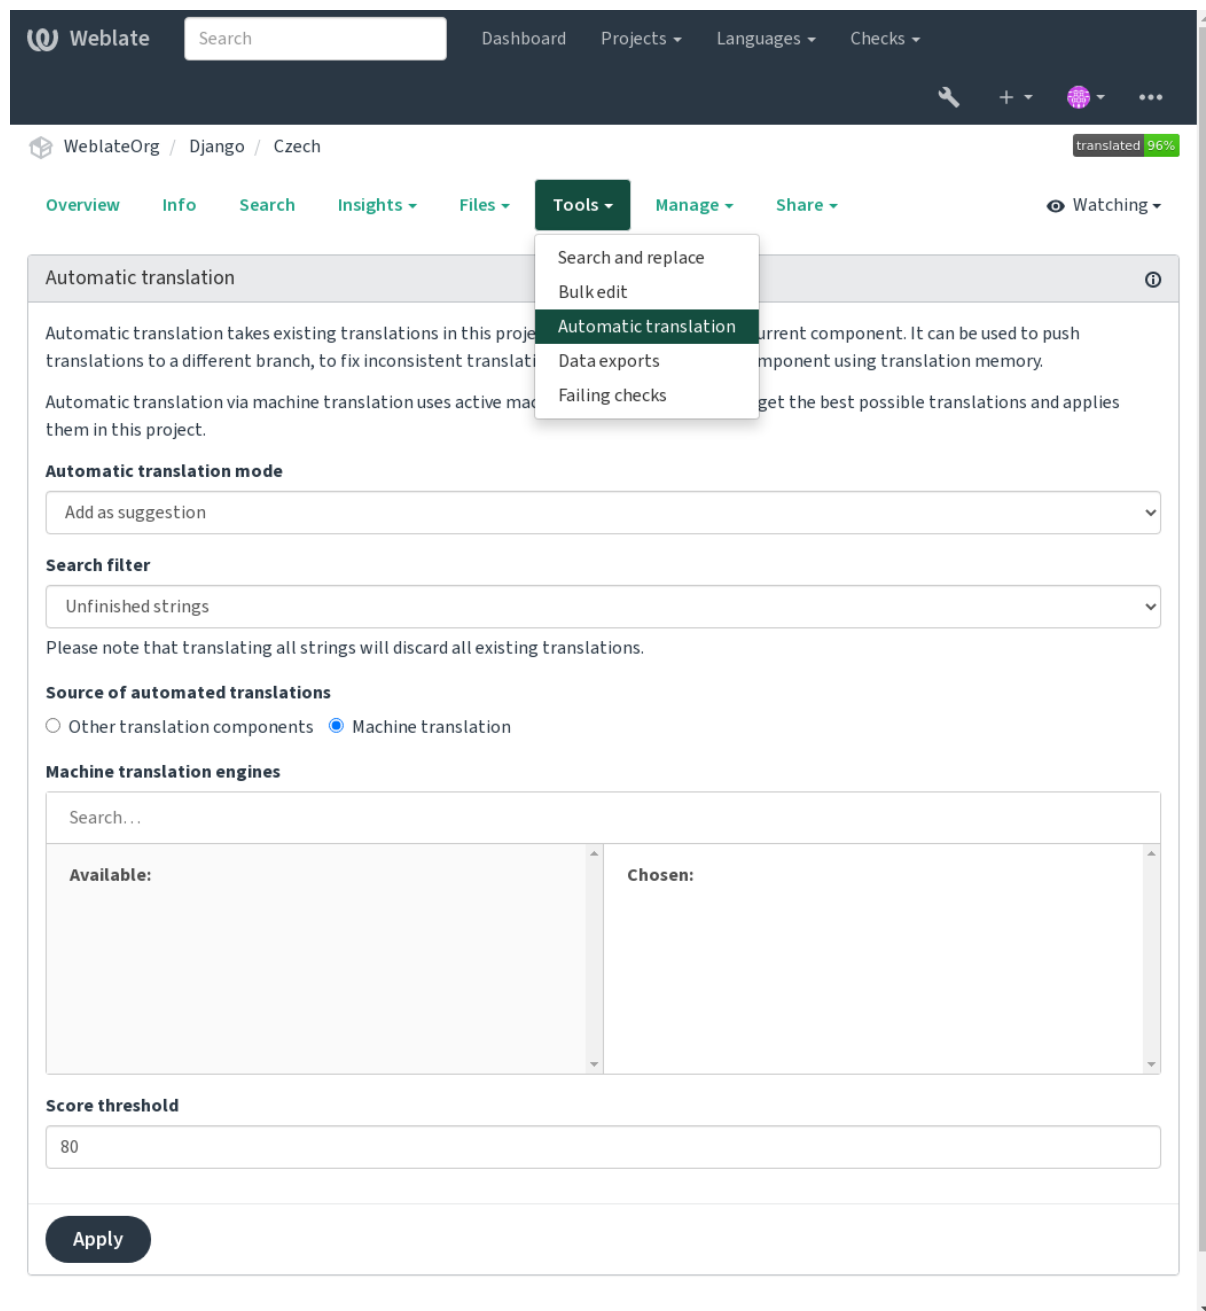 Weblate
Search
Dashboard
Projects
Languages
Checks
WeblateOrg / Django / Czech
translated 96%
Overview
Info
Search
Insights
Files
Tools
Manage
Share
Watching
Search and replace
Bulk edit
Automatic translation
Data exports
Failing checks
Automatic translation
Automatic translation takes existing translations in this proje urrent component. It can be used to push
translations to a different branch, to fix inconsistent translati mponent using translation memory.
Automatic translation via machine translation uses active mac get the best possible translations and applies
them in this project.
Automatic translation mode
Add as suggestion
Search filter
Unfinished strings
Please note that translating all strings will discard all existing translations.
Source of automated translations
Other translation components
Machine translation
Machine translation engines
Search...
Available:
Chosen:
Score threshold
80
Apply